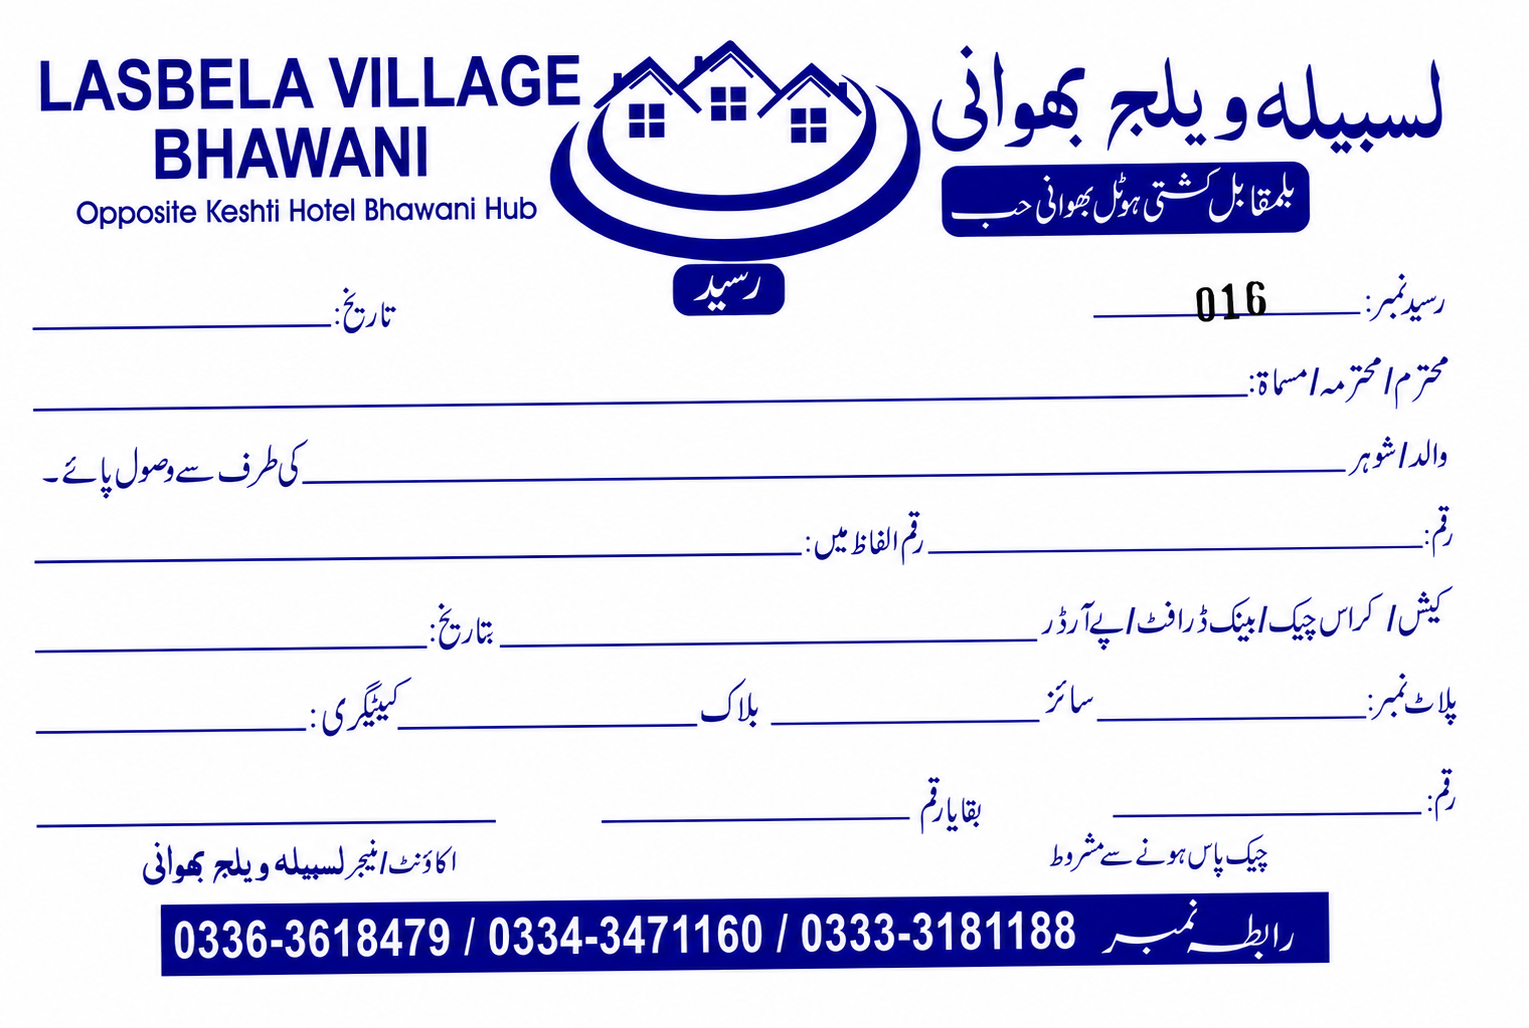 LASBELA VILLAGE
BHAWANI
Opposite Keshti Hotel Bhawani Hub
لسبیلہ ویلج بھوانی
بلمقابل کشتی ہوٹل بھوانی حب
رسید
رسید نمبر: 016 تاریخ:
محترم/محترمہ/مسماة:
والد/شوہر کی طرف سے وصول پائے۔
رقم: رقم الفاظ میں:
کیش/ کراس چیک/بینک ڈرافٹ/پے آرڈر بتاریخ:
پلاٹ نمبر: سائز بلاک کیٹیگری:
رقم: بقایا رقم
چیک پاس ہونے سے مشروط اکاؤنٹ/منیجر لسبیلہ ویلج بھوانی
رابطہ نمبر 0333-3181188 / 0334-3471160 / 0336-3618479